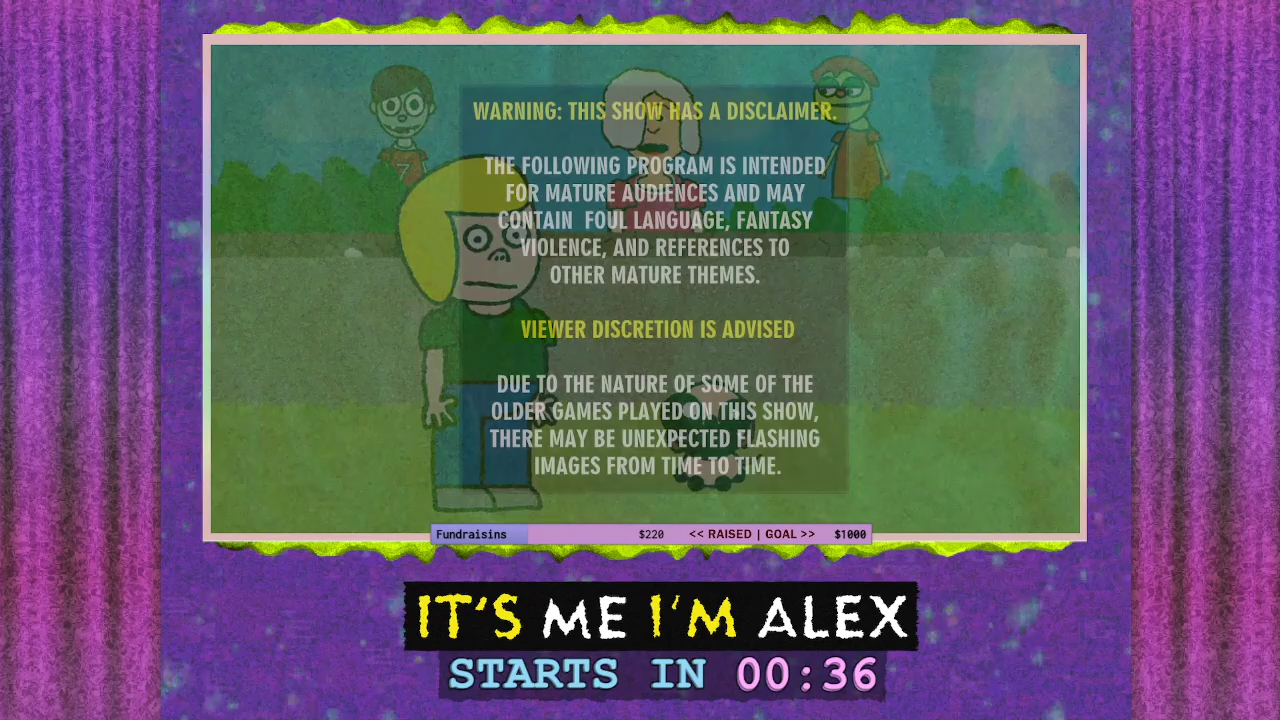 WARNING: THIS SHOW HAS A DISCLAIMER.
THE FOLLOWING PROGRAM IS INTENDED
FOR MATURE AUDIENCES AND MAY
CONTAIN FOUL LANGUAGE, FANTASY
VIOLENCE, AND REFERENCES TO
OTHER MATURE THEMES.
VIEWER DISCRETION IS ADVISED
DUE TO THE NATURE OF SOME OF THE
OLDER GAMES PLAYED ON THIS SHOW,
THERE MAY BE UNEXPECTED FLASHING
IMAGES FROM TIME TO TIME.
7
Fundraisins $220 << RAISED | GOAL >> $1000
IT'S ME I'M ALEX
STARTS IN 00:36